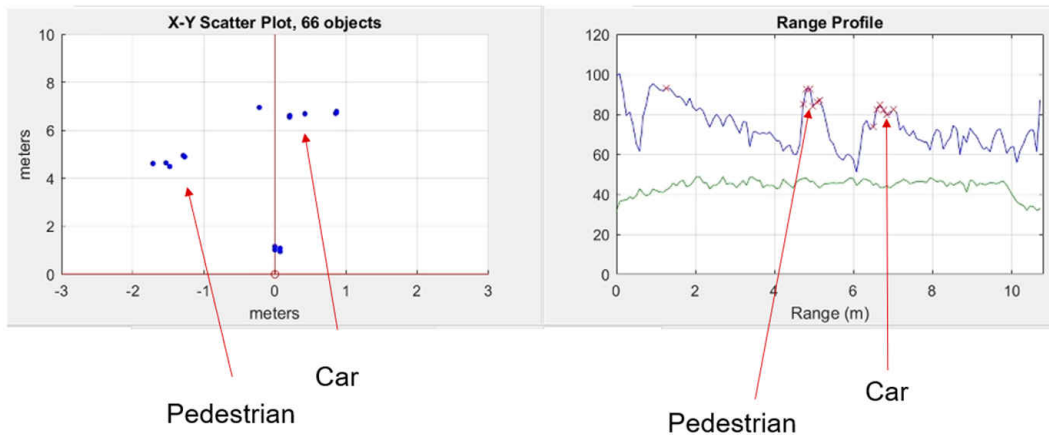 X-Y Scatter Plot, 66 objects
10
8
6
4
2
0
meters
-3 -2 -1 0 1 2 3
meters
Range Profile
120
100
80
60
40
20
0
0 2 4 6 8 10
Range (m)
Car
Pedestrian
Car
Pedestrian